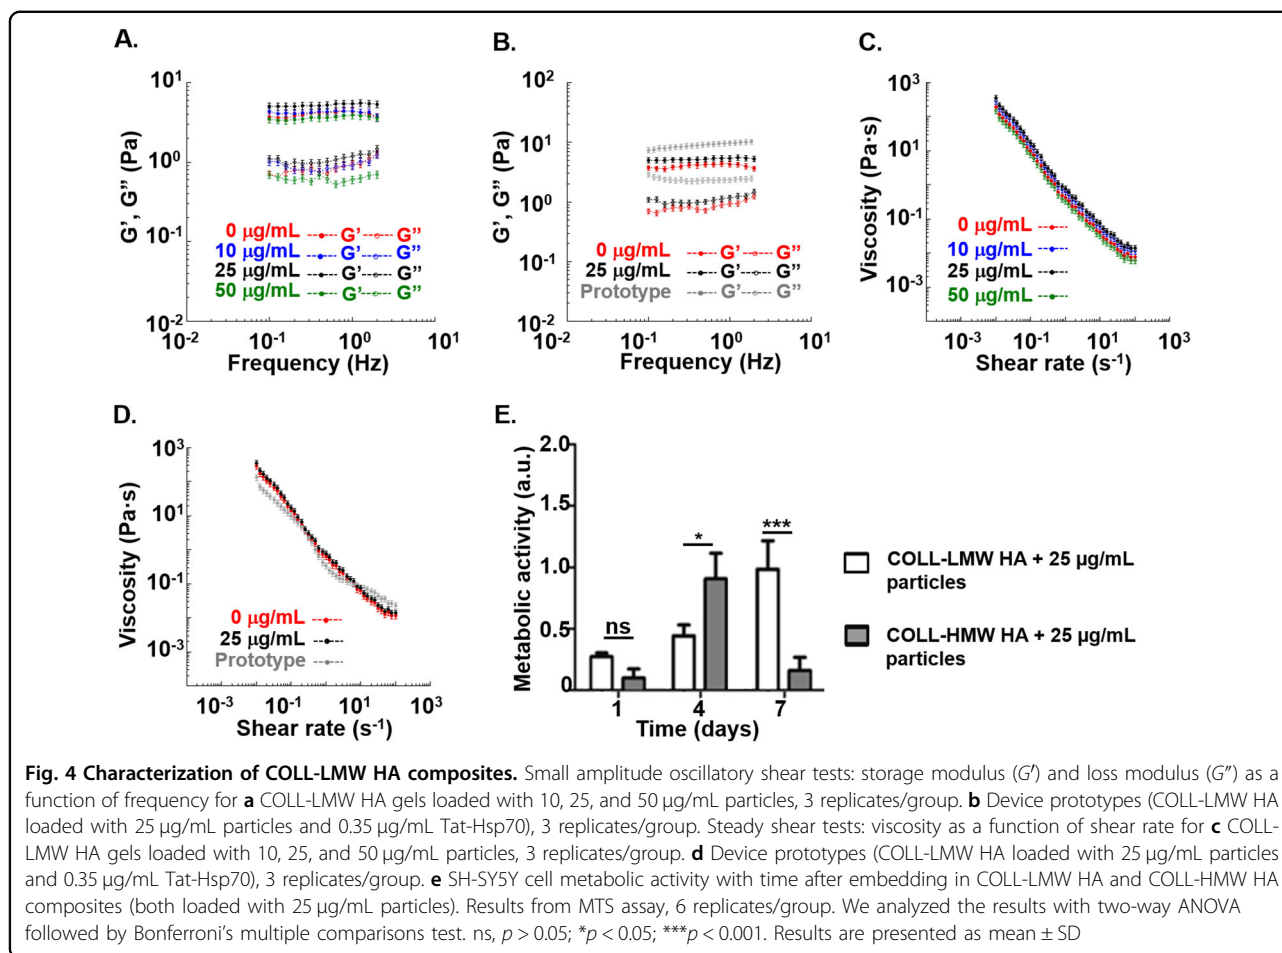 A.
10¹
10⁰
10⁻¹
10⁻²
G', G'' (Pa)
0 µg/mL G' G''
10 µg/mL G' G''
25 µg/mL G' G''
50 µg/mL G' G''
10⁻² 10⁻¹ 10⁰ 10¹
Frequency (Hz)
B.
10²
10¹
10⁰
10⁻¹
10⁻²
G', G'' (Pa)
0 µg/mL G' G''
25 µg/mL G' G''
Prototype G' G''
10⁻² 10⁻¹ 10⁰ 10¹
Frequency (Hz)
C.
10³
10¹
10⁻¹
10⁻³
Viscosity (Pa·s)
0 µg/mL
10 µg/mL
25 µg/mL
50 µg/mL
10⁻³ 10⁻¹ 10¹ 10³
Shear rate (s⁻¹)
D.
10³
10¹
10⁻¹
10⁻³
Viscosity (Pa·s)
0 µg/mL
25 µg/mL
Prototype
10⁻³ 10⁻¹ 10¹ 10³
Shear rate (s⁻¹)
E.
2.0
1.5
1.0
0.5
0
Metabolic activity (a.u.)
ns
*
***
1 4 7
Time (days)
COLL-LMW HA + 25 µg/mL
particles
COLL-HMW HA + 25 µg/mL
particles
Fig. 4 Characterization of COLL-LMW HA composites. Small amplitude oscillatory shear tests: storage modulus (G′) and loss modulus (G″) as a
function of frequency for a COLL-LMW HA gels loaded with 10, 25, and 50 µg/mL particles, 3 replicates/group. b Device prototypes (COLL-LMW HA
loaded with 25 µg/mL particles and 0.35 µg/mL Tat-Hsp70), 3 replicates/group. Steady shear tests: viscosity as a function of shear rate for c COLL-
LMW HA gels loaded with 10, 25, and 50 µg/mL particles, 3 replicates/group. d Device prototypes (COLL-LMW HA loaded with 25 µg/mL particles
and 0.35 µg/mL Tat-Hsp70), 3 replicates/group. e SH-SY5Y cell metabolic activity with time after embedding in COLL-LMW HA and COLL-HMW HA
composites (both loaded with 25 µg/mL particles). Results from MTS assay, 6 replicates/group. We analyzed the results with two-way ANOVA
followed by Bonferroni's multiple comparisons test. ns, p > 0.05; *p < 0.05; ***p < 0.001. Results are presented as mean ± SD